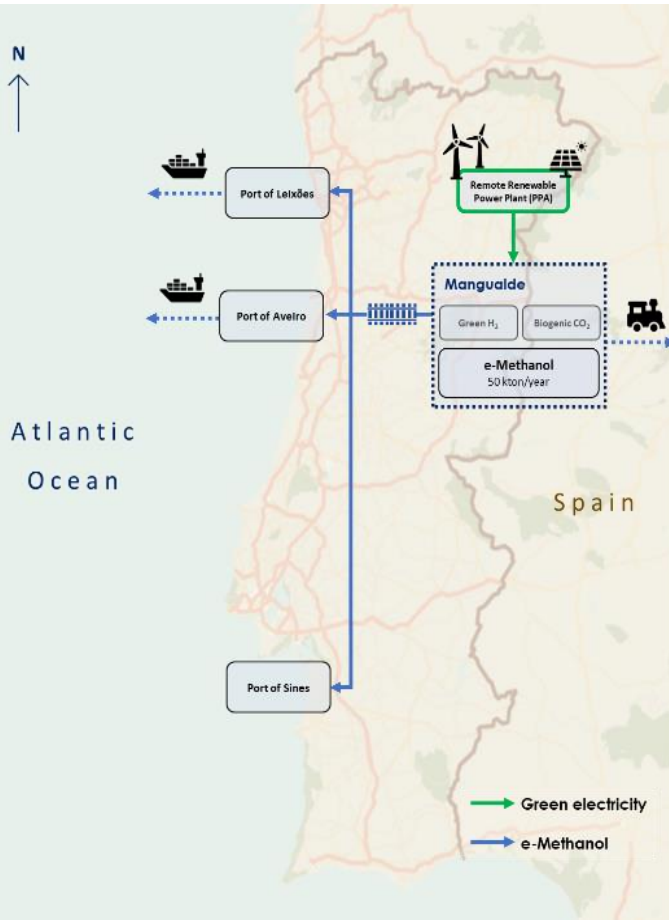 N
Port of Leixões
Remote Renewable
Power Plant (PPA)
Mangualde
Green H₂
Biogenic CO₂
Port of Aveiro
e-Methanol
50 kton/year
Atlantic
Ocean
Spain
Port of Sines
Green electricity
e-Methanol